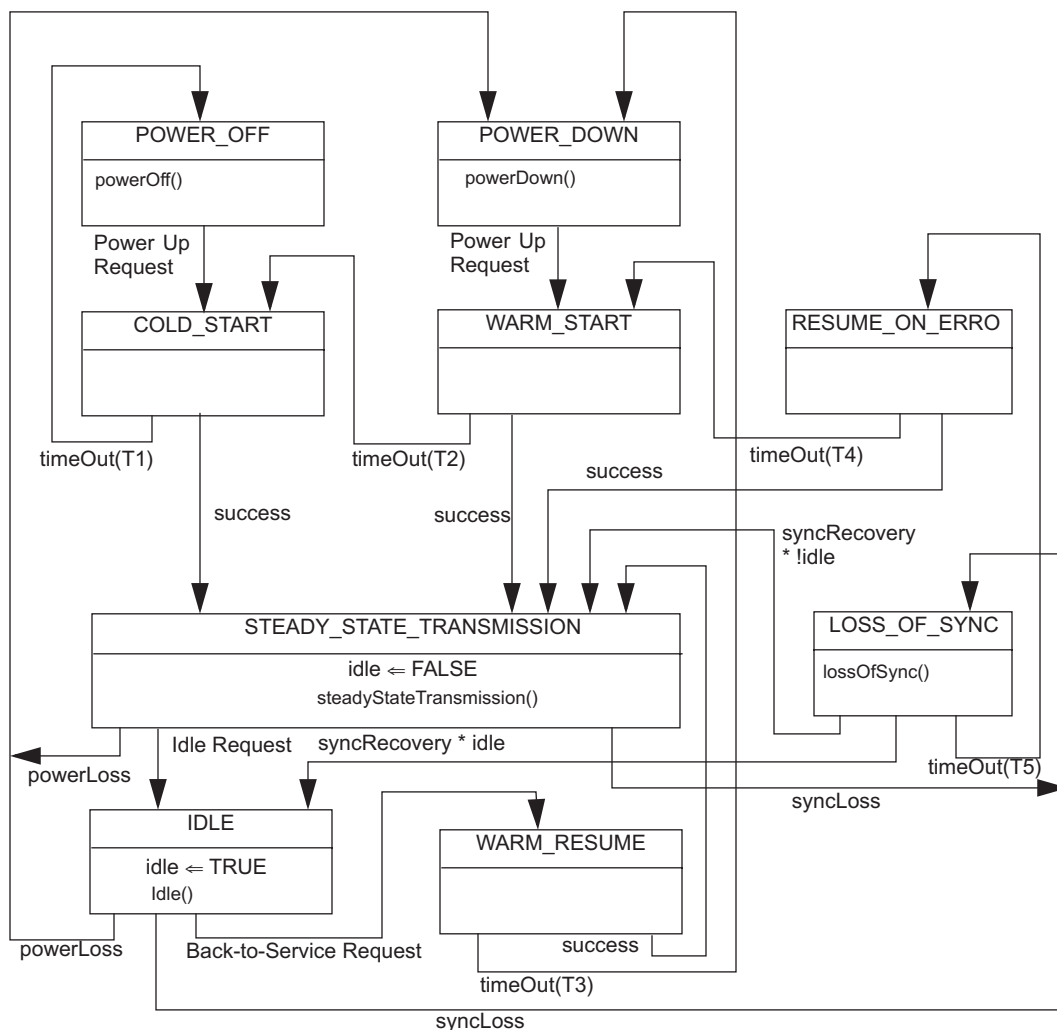 POWER_OFF
powerOff()
POWER_DOWN
powerDown()
Power Up
Request
Power Up
Request
COLD_START
WARM_START
RESUME_ON_ERRO
timeOut(T1)
timeOut(T2)
timeOut(T4)
success
success
success
syncRecovery
* !idle
STEADY_STATE_TRANSMISSION
idle ⇐ FALSE
steadyStateTransmission()
LOSS_OF_SYNC
lossOfSync()
powerLoss
Idle Request
syncRecovery * idle
timeOut(T5)
syncLoss
IDLE
idle ⇐ TRUE
Idle()
WARM_RESUME
powerLoss
Back-to-Service Request
success
timeOut(T3)
syncLoss